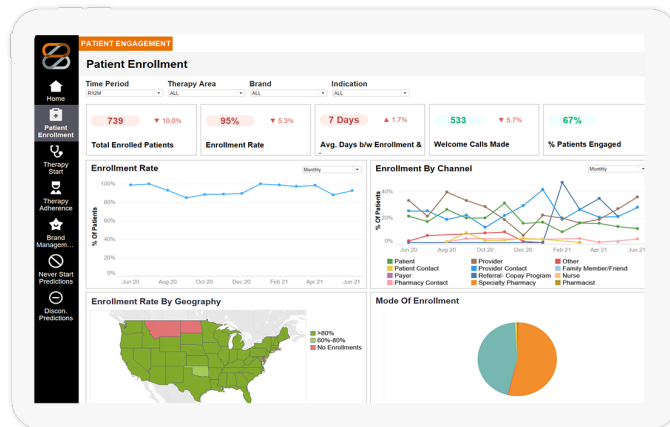 PATIENT ENGAGEMENT
Patient Enrollment
Home
Patient
Enrollment
Therapy
Start
Therapy
Adherence
Brand
Managem...
Never Start
Predictions
Discon.
Predictions
Time Period Therapy Area Brand Indication
R12M ALL ALL ALL
739 ▼ 10.0%
Total Enrolled Patients
95% ▼ 5.3%
Enrollment Rate
7 Days ▲ 1.7%
Avg. Days b/w Enrollment &
..
533 ▼ 5.7%
Welcome Calls Made
67%
% Patients Engaged
Enrollment Rate
Monthly
% Of Patients
100%
80%
60%
40%
20%
0%
Jun 20 Aug 20 Oct 20 Dec 20 Feb 21 Apr 21 Jun 21
Enrollment By Channel
Monthly
% Of Patients
40%
20%
0%
Jun 20 Aug 20 Oct 20 Dec 20 Feb 21 Apr 21 Jun 21
Patient Provider Other
Patient Contact Provider Contact Family Member/Friend
Payer Referral- Copay Program Nurse
Pharmacy Contact Specialty Pharmacy Pharmacist
Enrollment Rate By Geography
>80%
60%-80%
No Enrollments
Mode Of Enrollment